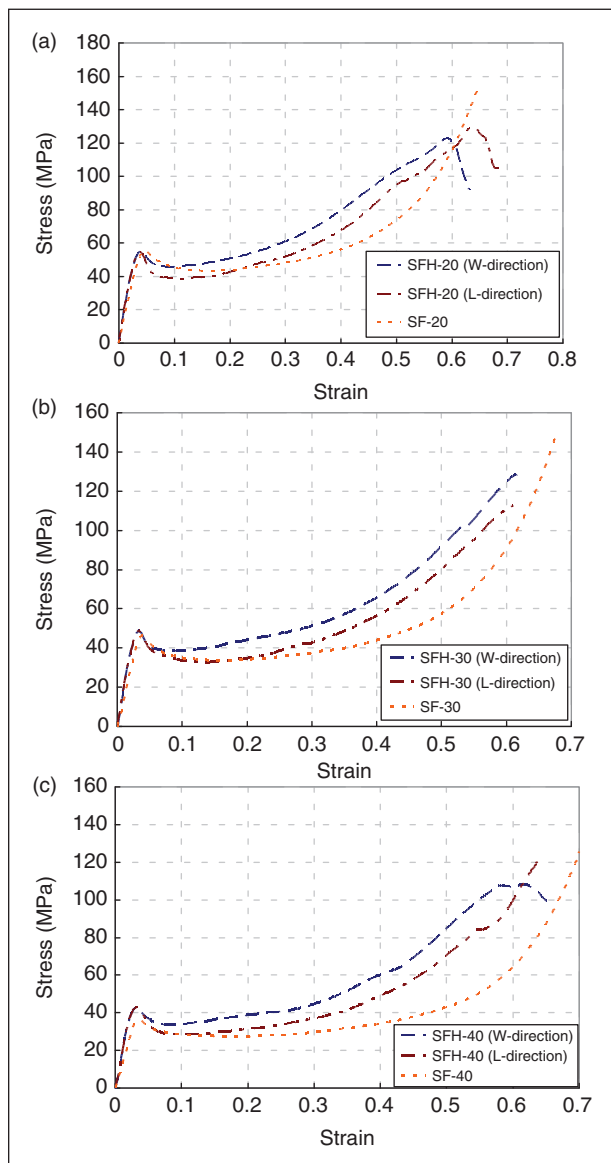 (a)
180
160
140
120
100
80
60
40
20
0
Stress (MPa)
SFH-20 (W-direction)
SFH-20 (L-direction)
SF-20
0 0.1 0.2 0.3 0.4 0.5 0.6 0.7 0.8
Strain
(b)
160
140
120
100
80
60
40
20
0
Stress (MPa)
SFH-30 (W-direction)
SFH-30 (L-direction)
SF-30
0 0.1 0.2 0.3 0.4 0.5 0.6 0.7
Strain
(c)
160
140
120
100
80
60
40
20
0
Stress (MPa)
SFH-40 (W-direction)
SFH-40 (L-direction)
SF-40
0 0.1 0.2 0.3 0.4 0.5 0.6 0.7
Strain